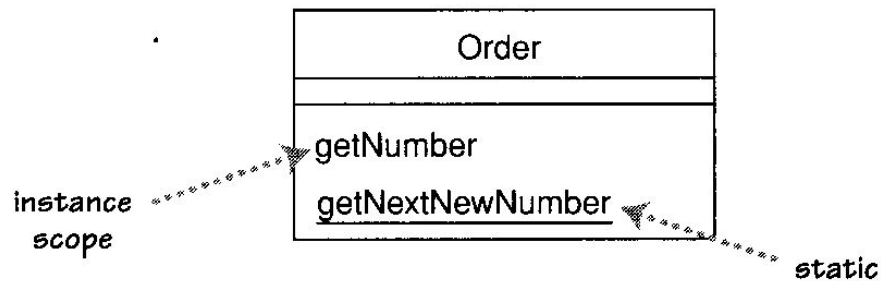 Order
getNumber
instance
scope
getNextNewNumber
static